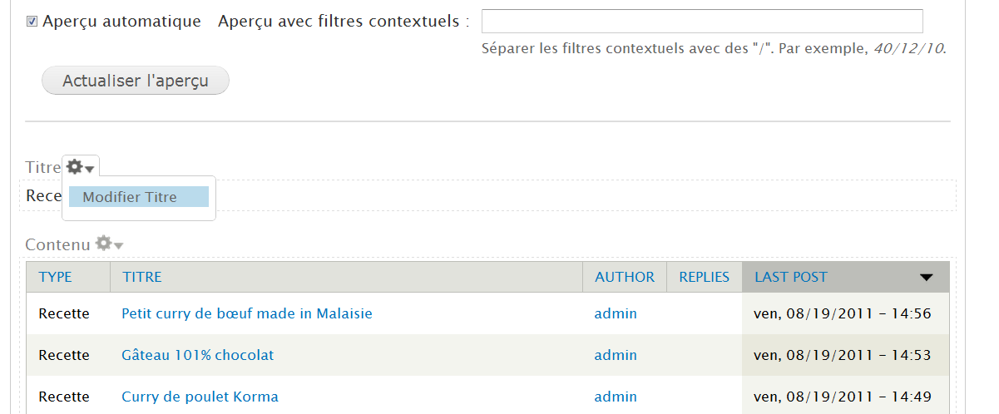 Aperçu automatique Aperçu avec filtres contextuels :
Séparer les filtres contextuels avec des "/". Par exemple, 40/12/10.
Actualiser l'aperçu
Titre
Rece
Modifier Titre
Contenu
TYPE TITRE AUTHOR REPLIES LAST POST
Recette Petit curry de bœuf made in Malaisie admin ven, 08/19/2011 - 14:56
Recette Gâteau 101% chocolat admin ven, 08/19/2011 - 14:53
Recette Curry de poulet Korma admin ven, 08/19/2011 - 14:49